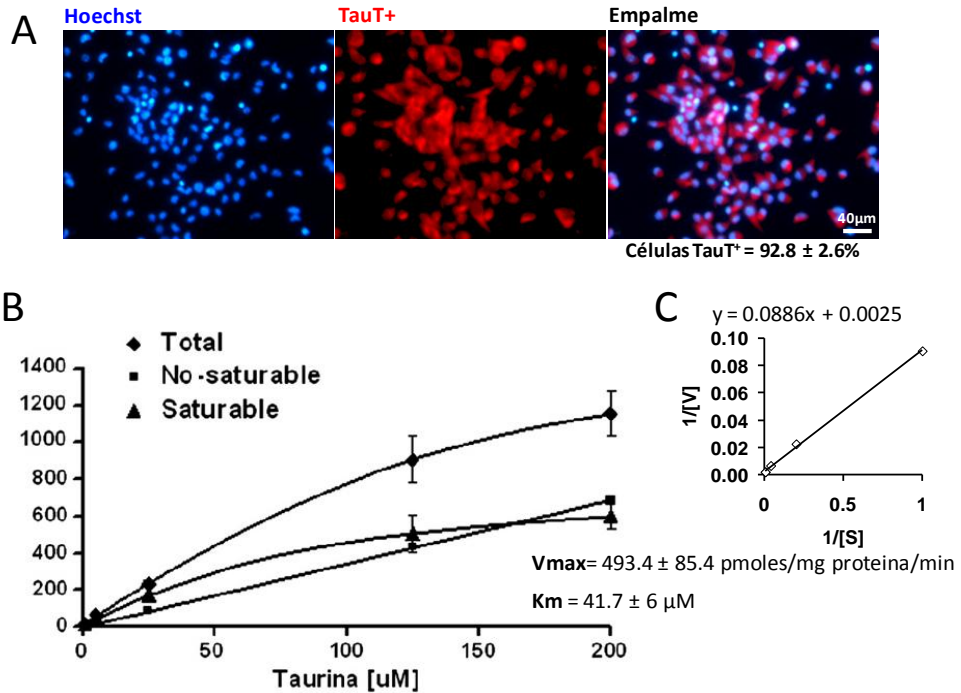 A
Hoechst
TauT+
Empalme
40µm
Células TauT+ = 92.8 ± 2.6%
B
Total
No-saturable
Saturable
1400
1200
1000
800
600
400
200
0
0 50 100 150 200
Taurina [uM]
C
y = 0.0886x + 0.0025
0.10
0.08
0.06
0.04
0.02
0.00
1/[V]
0 0.5 1
1/[S]
Vmax= 493.4 ± 85.4 pmoles/mg proteina/min
Km = 41.7 ± 6 µM